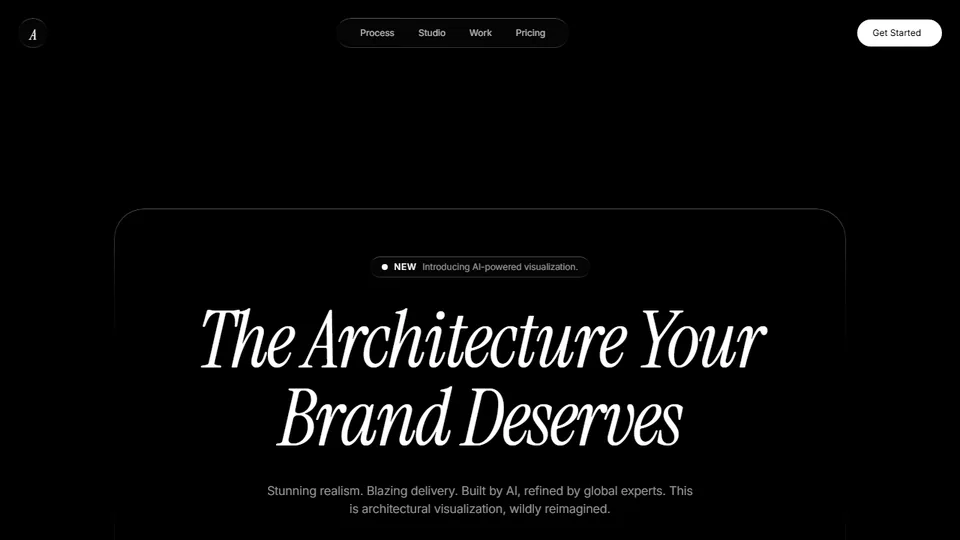 A
Process
Studio
Work
Pricing
Get Started
NEW Introducing AI-powered visualization.
The Architecture Your
Brand Deserves
Stunning realism. Blazing delivery. Built by AI, refined by global experts. This
is architectural visualization, wildly reimagined.